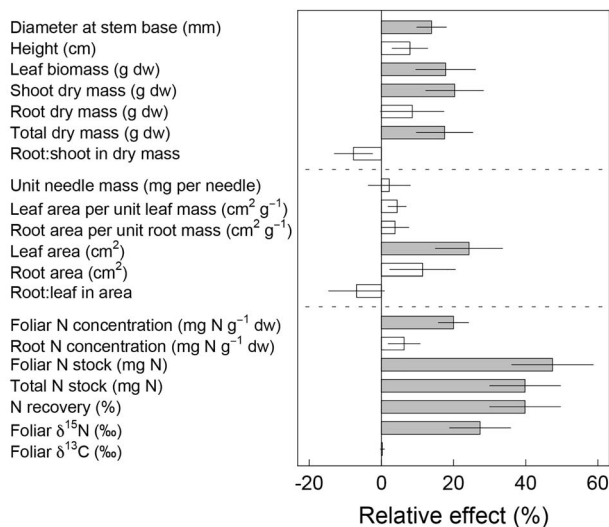 Diameter at stem base (mm)
Height (cm)
Leaf biomass (g dw)
Shoot dry mass (g dw)
Root dry mass (g dw)
Total dry mass (g dw)
Root:shoot in dry mass
Unit needle mass (mg per needle)
Leaf area per unit leaf mass (cm² g⁻¹)
Root area per unit root mass (cm² g⁻¹)
Leaf area (cm²)
Root area (cm²)
Root:leaf in area
Foliar N concentration (mg N g⁻¹ dw)
Root N concentration (mg N g⁻¹ dw)
Foliar N stock (mg N)
Total N stock (mg N)
N recovery (%)
Foliar δ¹⁵N (‰)
Foliar δ¹³C (‰)
-20 0 20 40 60
Relative effect (%)